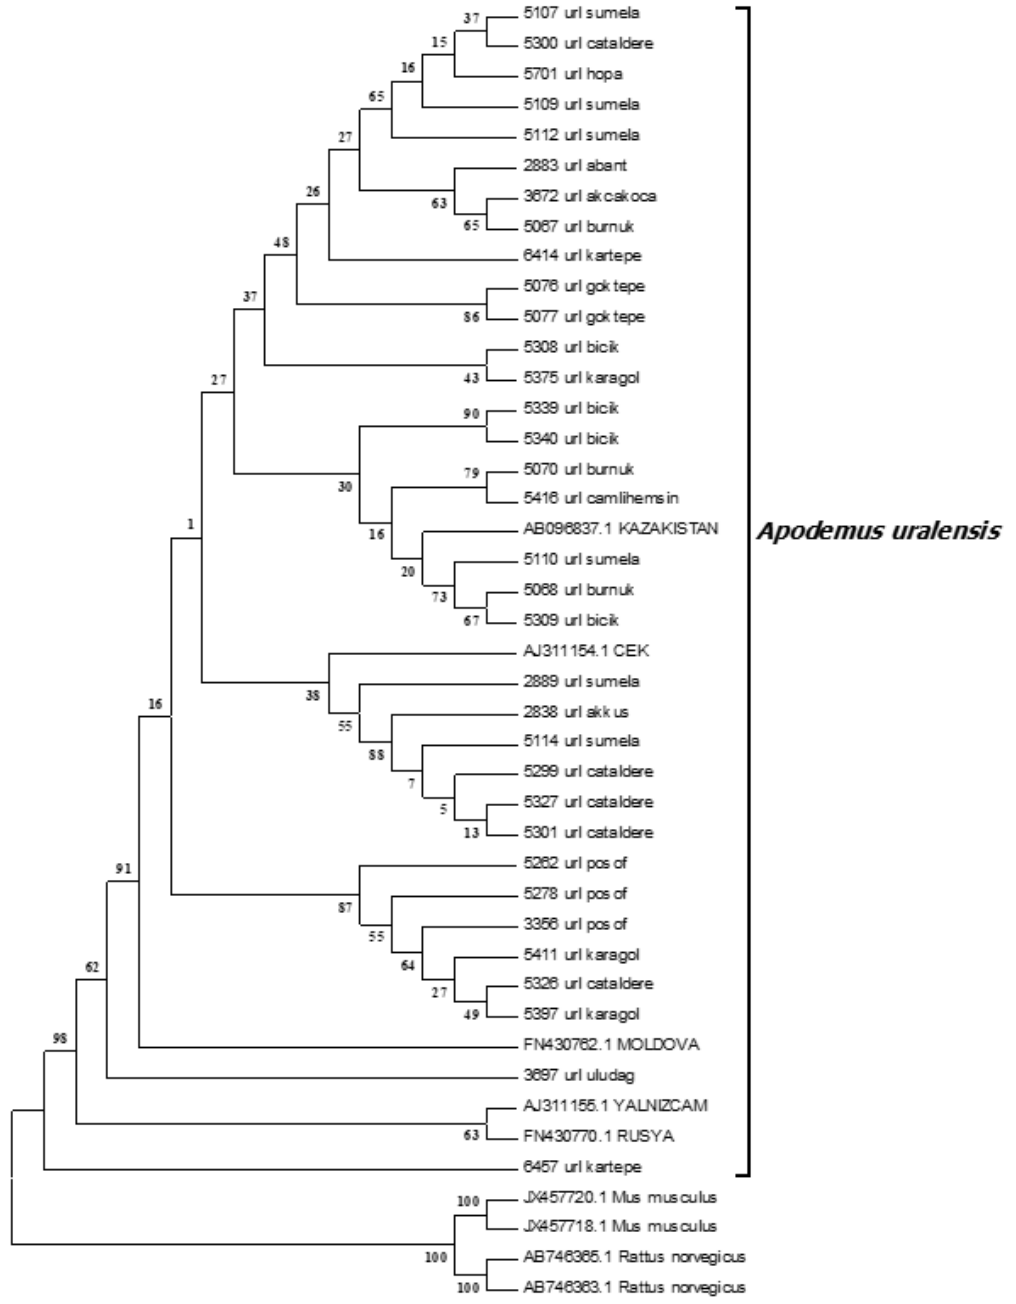 5107 url sumela
37
5300 url cataldere
15
5701 url hopa
16
5109 url sumela
65
5112 url sumela
27
2883 url abant
63
3672 url akcakoca
65
5067 url burnuk
26
6414 url kartepe
48
5076 url goktepe
86
5077 url goktepe
37
5308 url bicik
43
5375 url karagol
27
5339 url bicik
90
5340 url bicik
30
5070 url burnuk
79
5416 url camlihemsin
16
AB096837.1 KAZAKISTAN
Apodemus uralensis
1
20
5110 url sumela
73
5068 url burnuk
67
5309 url bicik
AJ311154.1 CEK
38
2889 url sumela
55
2838 url akkus
88
5114 url sumela
7
5299 url cataldere
5
5327 url cataldere
13
5301 url cataldere
16
5262 url posof
87
5278 url posof
55
3356 url posof
64
5411 url karagol
27
5326 url cataldere
49
5397 url karagol
91
FN430762.1 MOLDOVA
62
3697 url uludag
98
AJ311155.1 YALNIZCAM
63
FN430770.1 RUSYA
6457 url kartepe
JX457720.1 Mus musculus
100
JX457718.1 Mus musculus
100
AB746365.1 Rattus norvegicus
100
AB746363.1 Rattus norvegicus